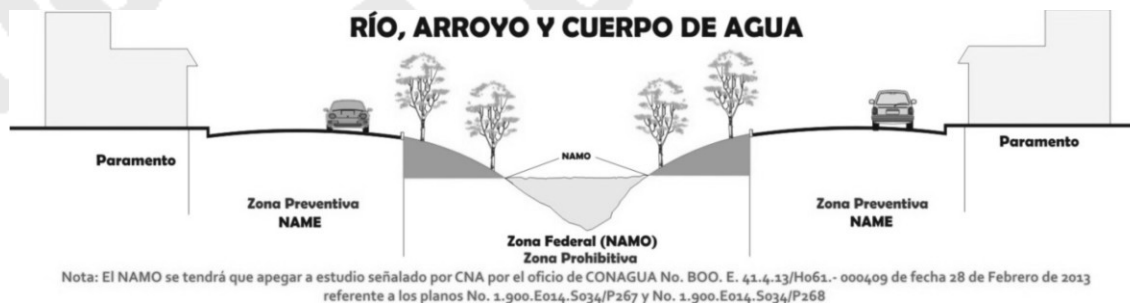 RÍO, ARROYO Y CUERPO DE AGUA
NAMO
Paramento
Paramento
Zona Preventiva
NAME
Zona Preventiva
NAME
Zona Federal (NAMO)
Zona Prohibitiva
Nota: El NAMO se tendrá que apegar a estudio señalado por CNA por el oficio de CONAGUA No. BOO. E. 41.4.13/H061.- 000409 de fecha 28 de Febrero de 2013
referente a los planos No. 1.900.E014.S034/P267 y No. 1.900.E014.S034/P268